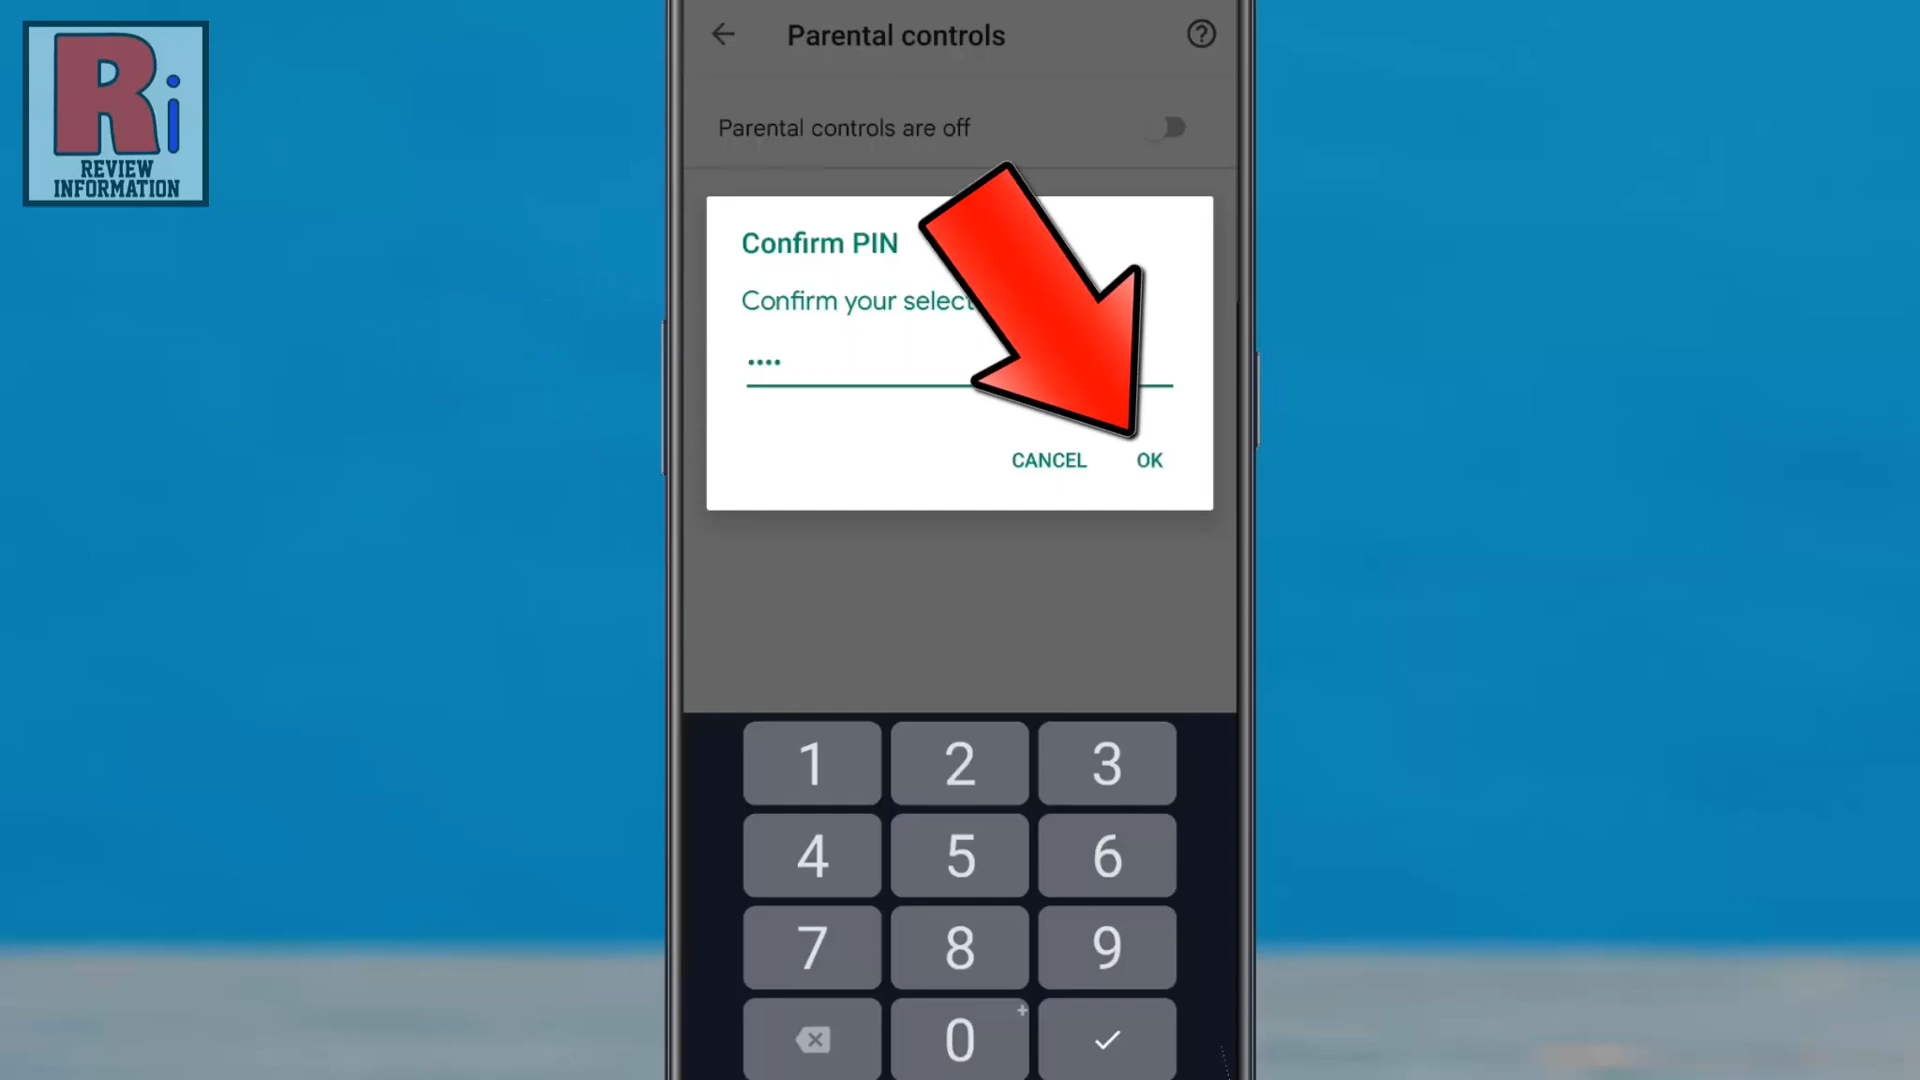 Ri
REVIEW
INFORMATION
Parental controls
?
Parental controls are off
Confirm PIN
Confirm your select
CANCEL OK
1 2 3
4 5 6
7 8 9
0 +